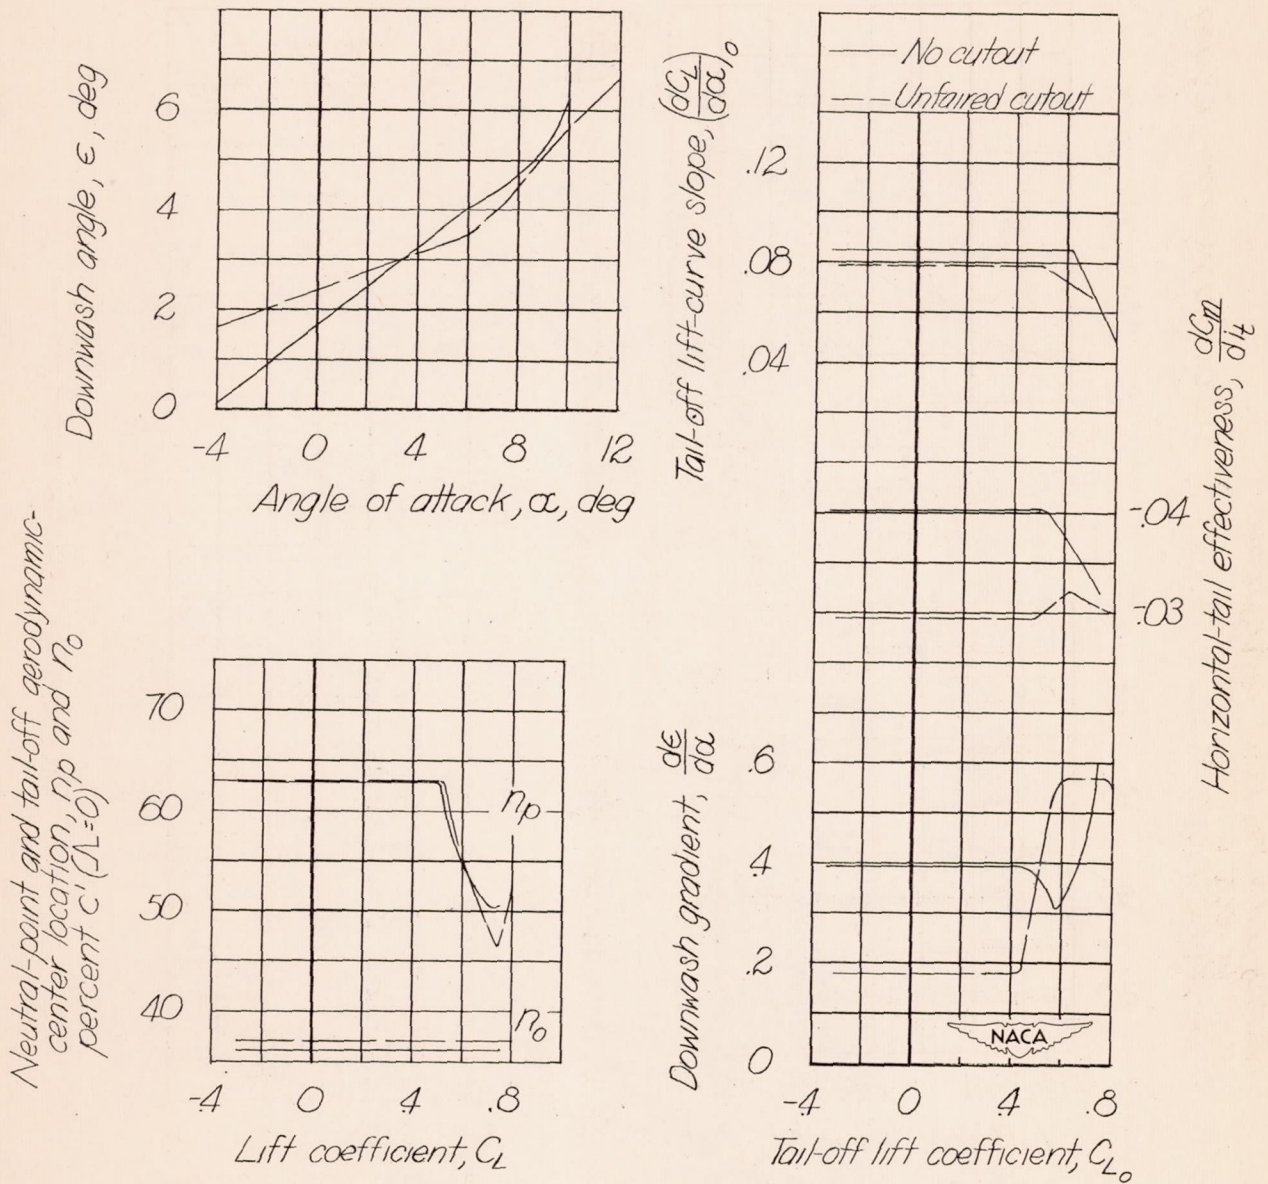 Downwash angle, ϵ, deg
6
4
2
0
-4 0 4 8 12
Angle of attack, α, deg
Neutral-point and tail-off aerodynamic-
center location, np and no
percent c' (Λ=0)
70
60
50
40
np
no
-.4 0 .4 .8
Lift coefficient, CL
No cutout
Unfaired cutout
Tail-off lift-curve slope, (dCL/dα)o
.12
.08
.04
-.04
-.03
Horizontal-tail effectiveness, dCm/dit
Downwash gradient, dϵ/dα
.6
.4
.2
0
NACA
-.4 0 .4 .8
Tail-off lift coefficient, CLo